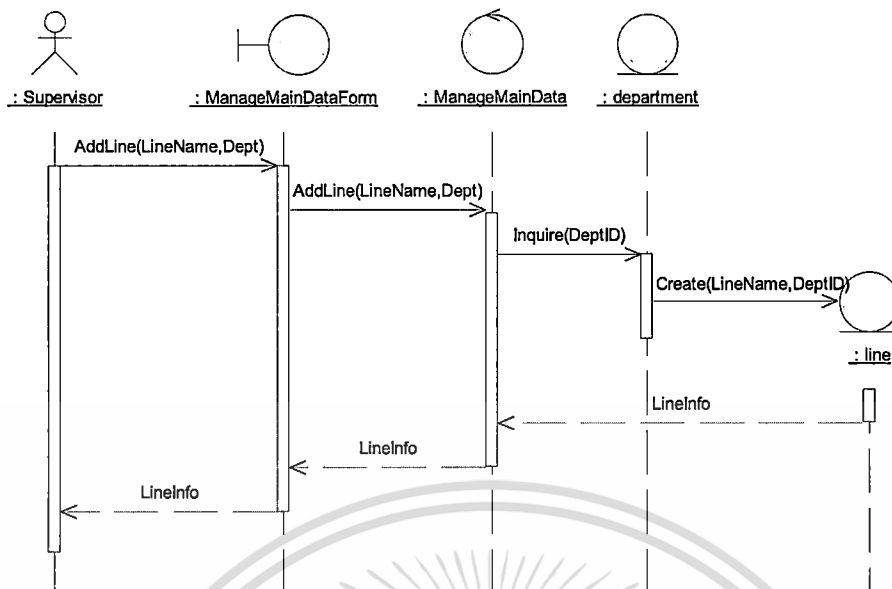 : Supervisor
: ManageMainDataForm
: ManageMainData
: department
AddLine(LineName,Dept)
AddLine(LineName,Dept)
Inquire(DeptID)
Create(LineName,DeptID)
: line
LineInfo
LineInfo
LineInfo